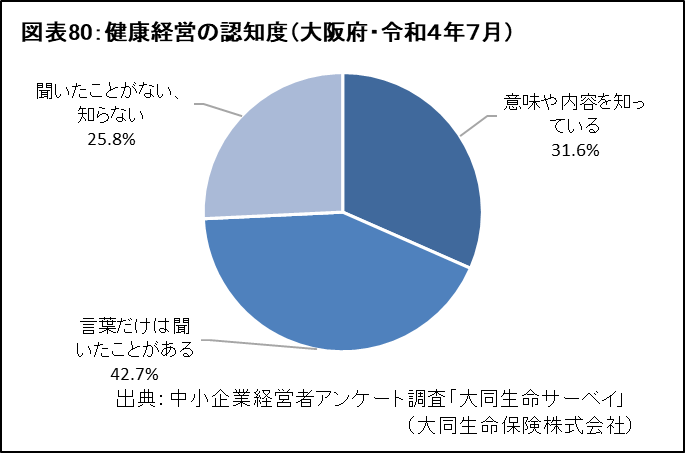 図表80：健康経営の認知度（大阪府・令和４年７月）
聞いたことがない、
知らない
25.8%
意味や内容を知っ
ている
31.6%
言葉だけは聞
いたことがある
42.7%
出典：中小企業経営者アンケート調査「大同生命サーベイ」
（大同生命保険株式会社）